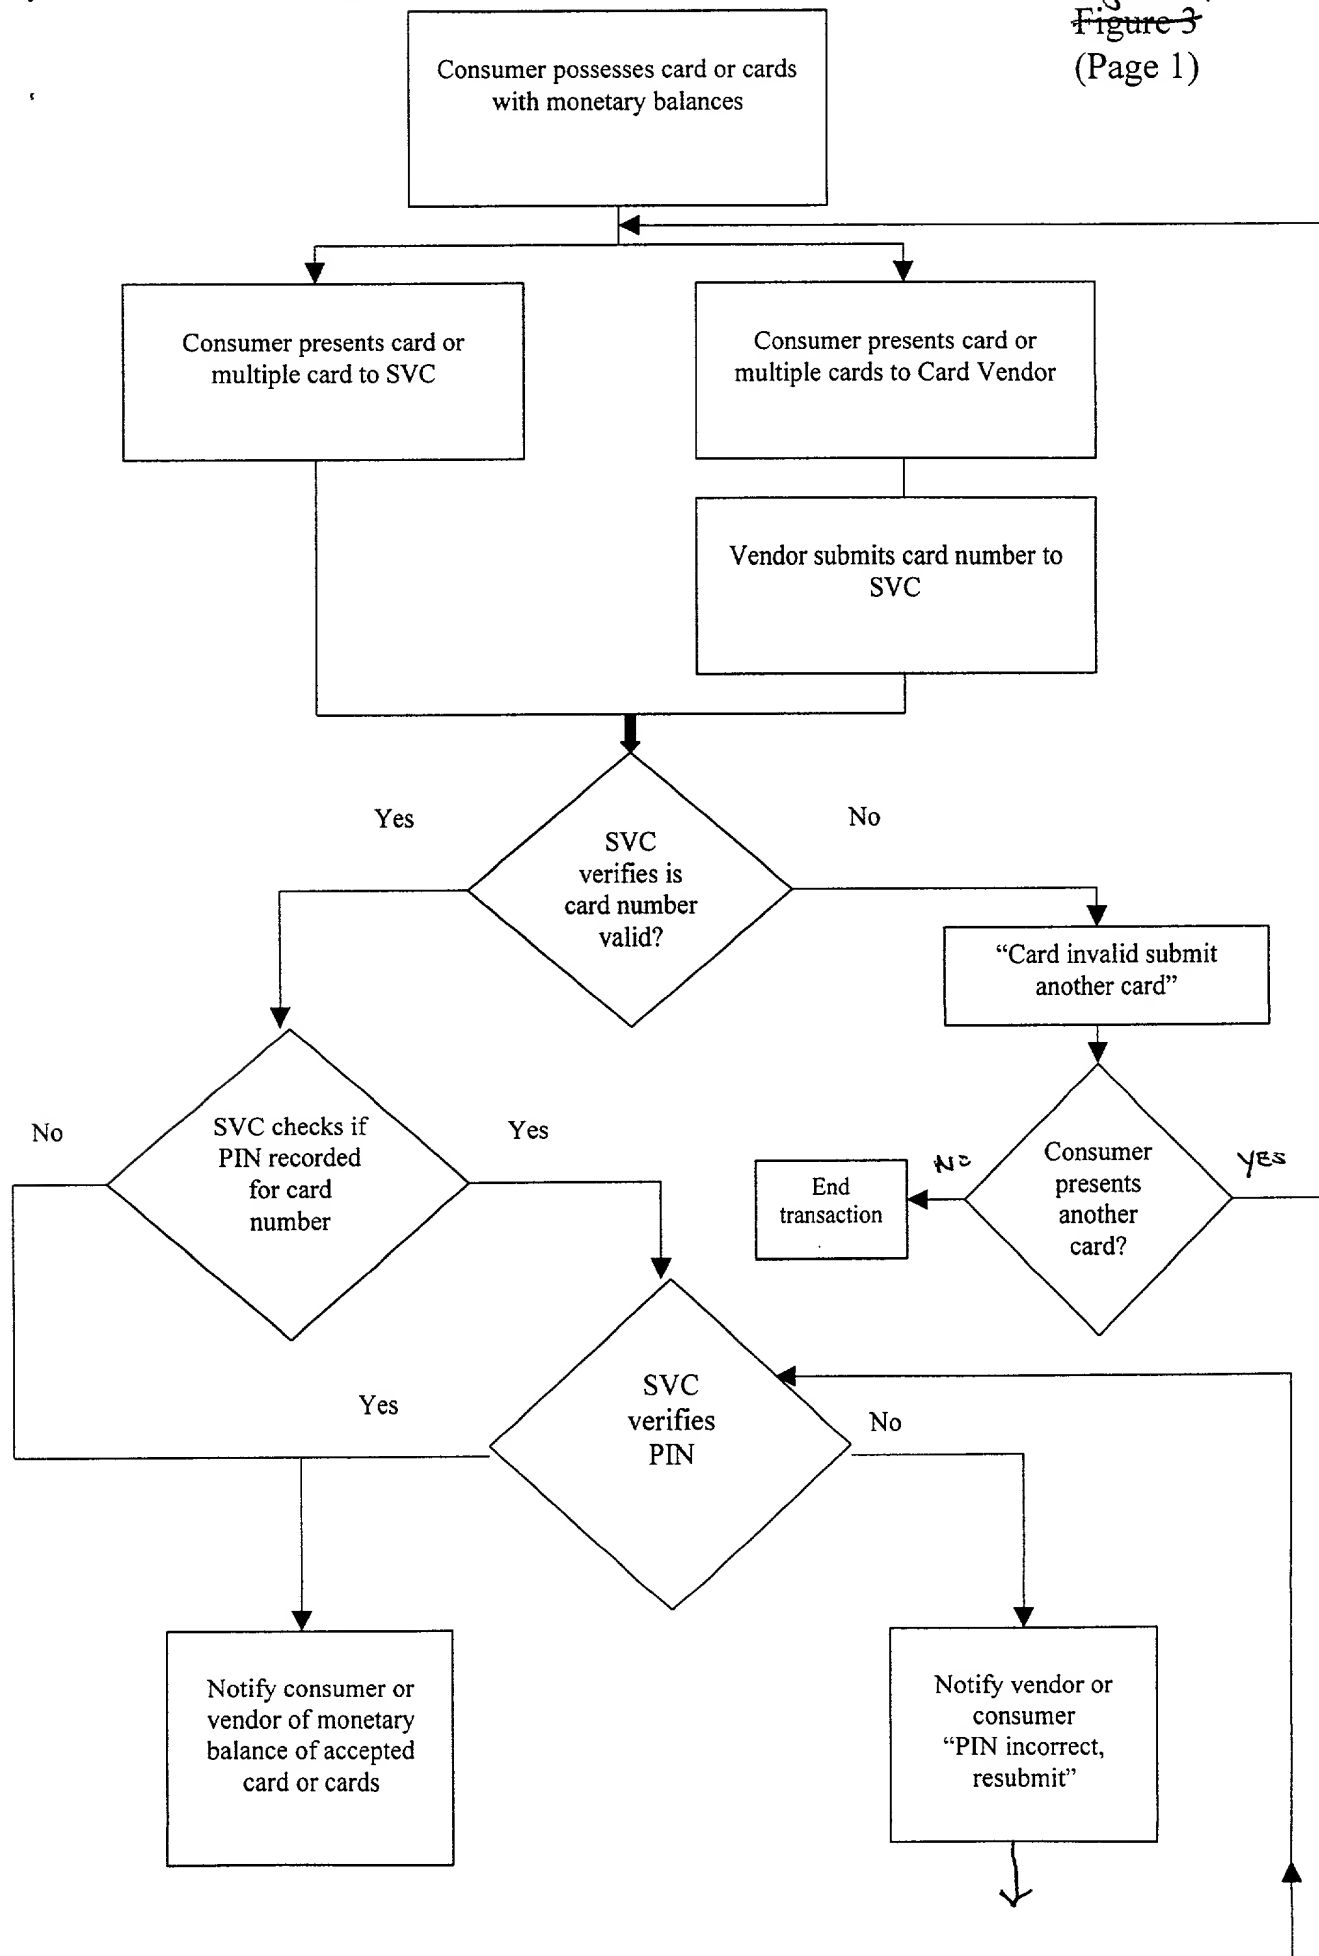 Figure 3
(Page 1)
Consumer possesses card or cards
with monetary balances
Consumer presents card or
multiple card to SVC
Consumer presents card or
multiple cards to Card Vendor
Vendor submits card number to
SVC
Yes
No
SVC
verifies is
card number
valid?
“Card invalid submit
another card”
No
SVC checks if
PIN recorded
for card
number
Yes
End
transaction
NO
Consumer
presents
another
card?
YES
Yes
SVC
verifies
PIN
No
Notify consumer or
vendor of monetary
balance of accepted
card or cards
Notify vendor or
consumer
“PIN incorrect,
resubmit”